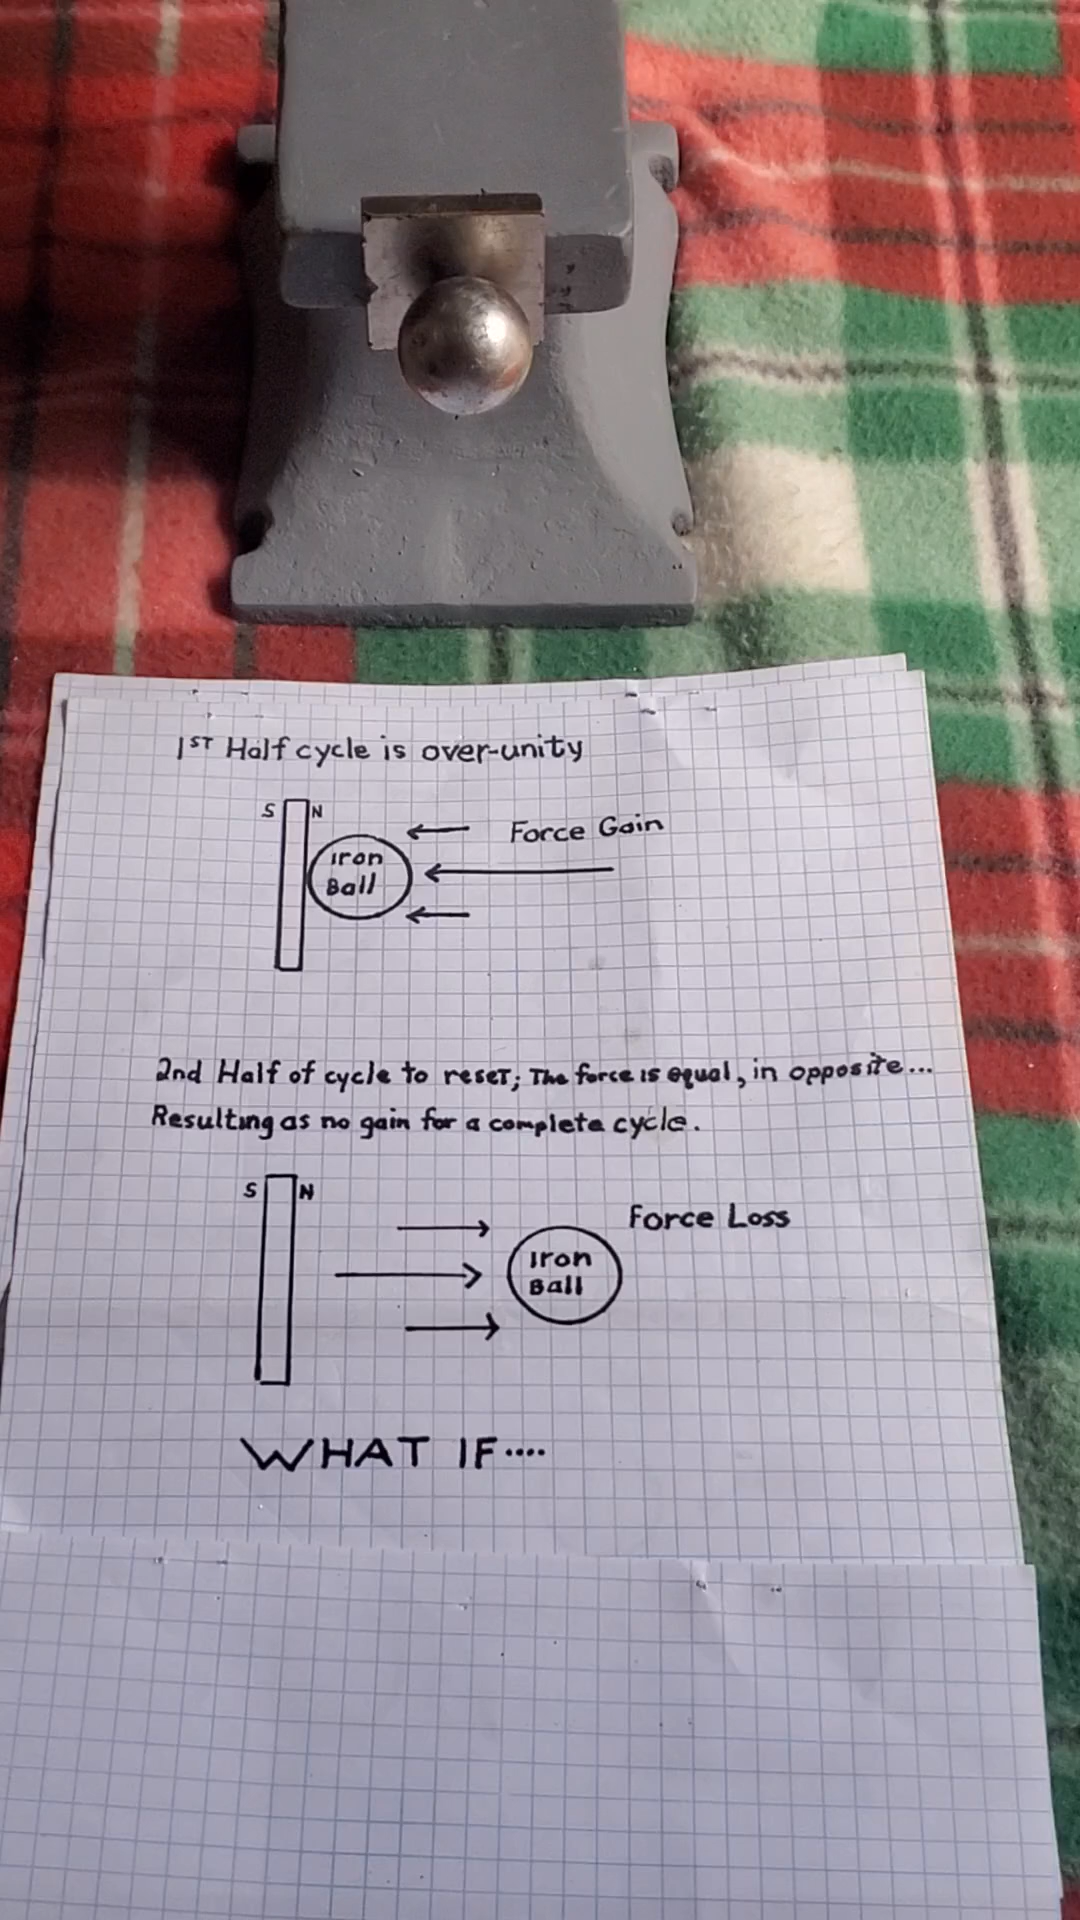 1ST Half cycle is over-unity
S N
Force Gain
Iron
Ball
2nd Half of cycle to reset; The force is equal, in opposite...
Resulting as no gain for a complete cycle.
S N
Force Loss
Iron
Ball
WHAT IF....